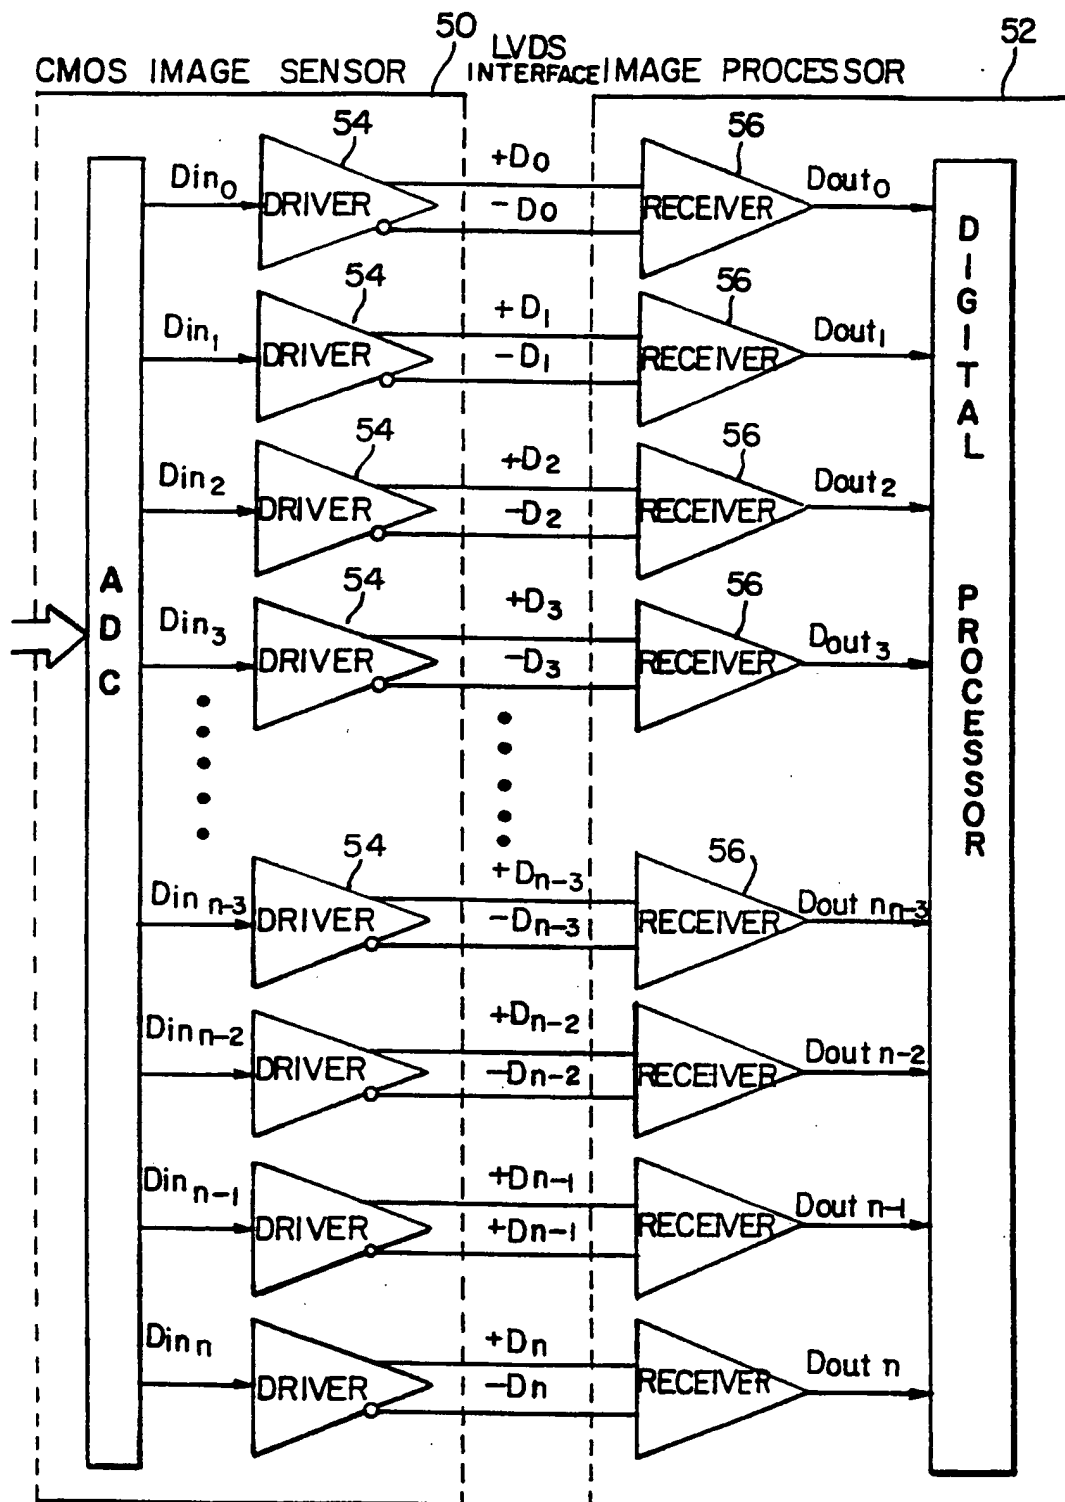 50
52
CMOS IMAGE SENSOR
LVDS
INTERFACE
IMAGE PROCESSOR
ADC
DIGITAL PROCESSOR
54
56
Din0
DRIVER
+D0
-D0
RECEIVER
Dout0
54
56
Din1
DRIVER
+D1
-D1
RECEIVER
Dout1
54
56
Din2
DRIVER
+D2
-D2
RECEIVER
Dout2
54
56
Din3
DRIVER
+D3
-D3
RECEIVER
Dout3
54
56
Din n-3
DRIVER
+Dn-3
-Dn-3
RECEIVER
Dout nn-3
Din n-2
DRIVER
+Dn-2
-Dn-2
RECEIVER
Dout n-2
Din n-1
DRIVER
+Dn-1
+Dn-1
RECEIVER
Dout n-1
Din n
DRIVER
+Dn
-Dn
RECEIVER
Dout n